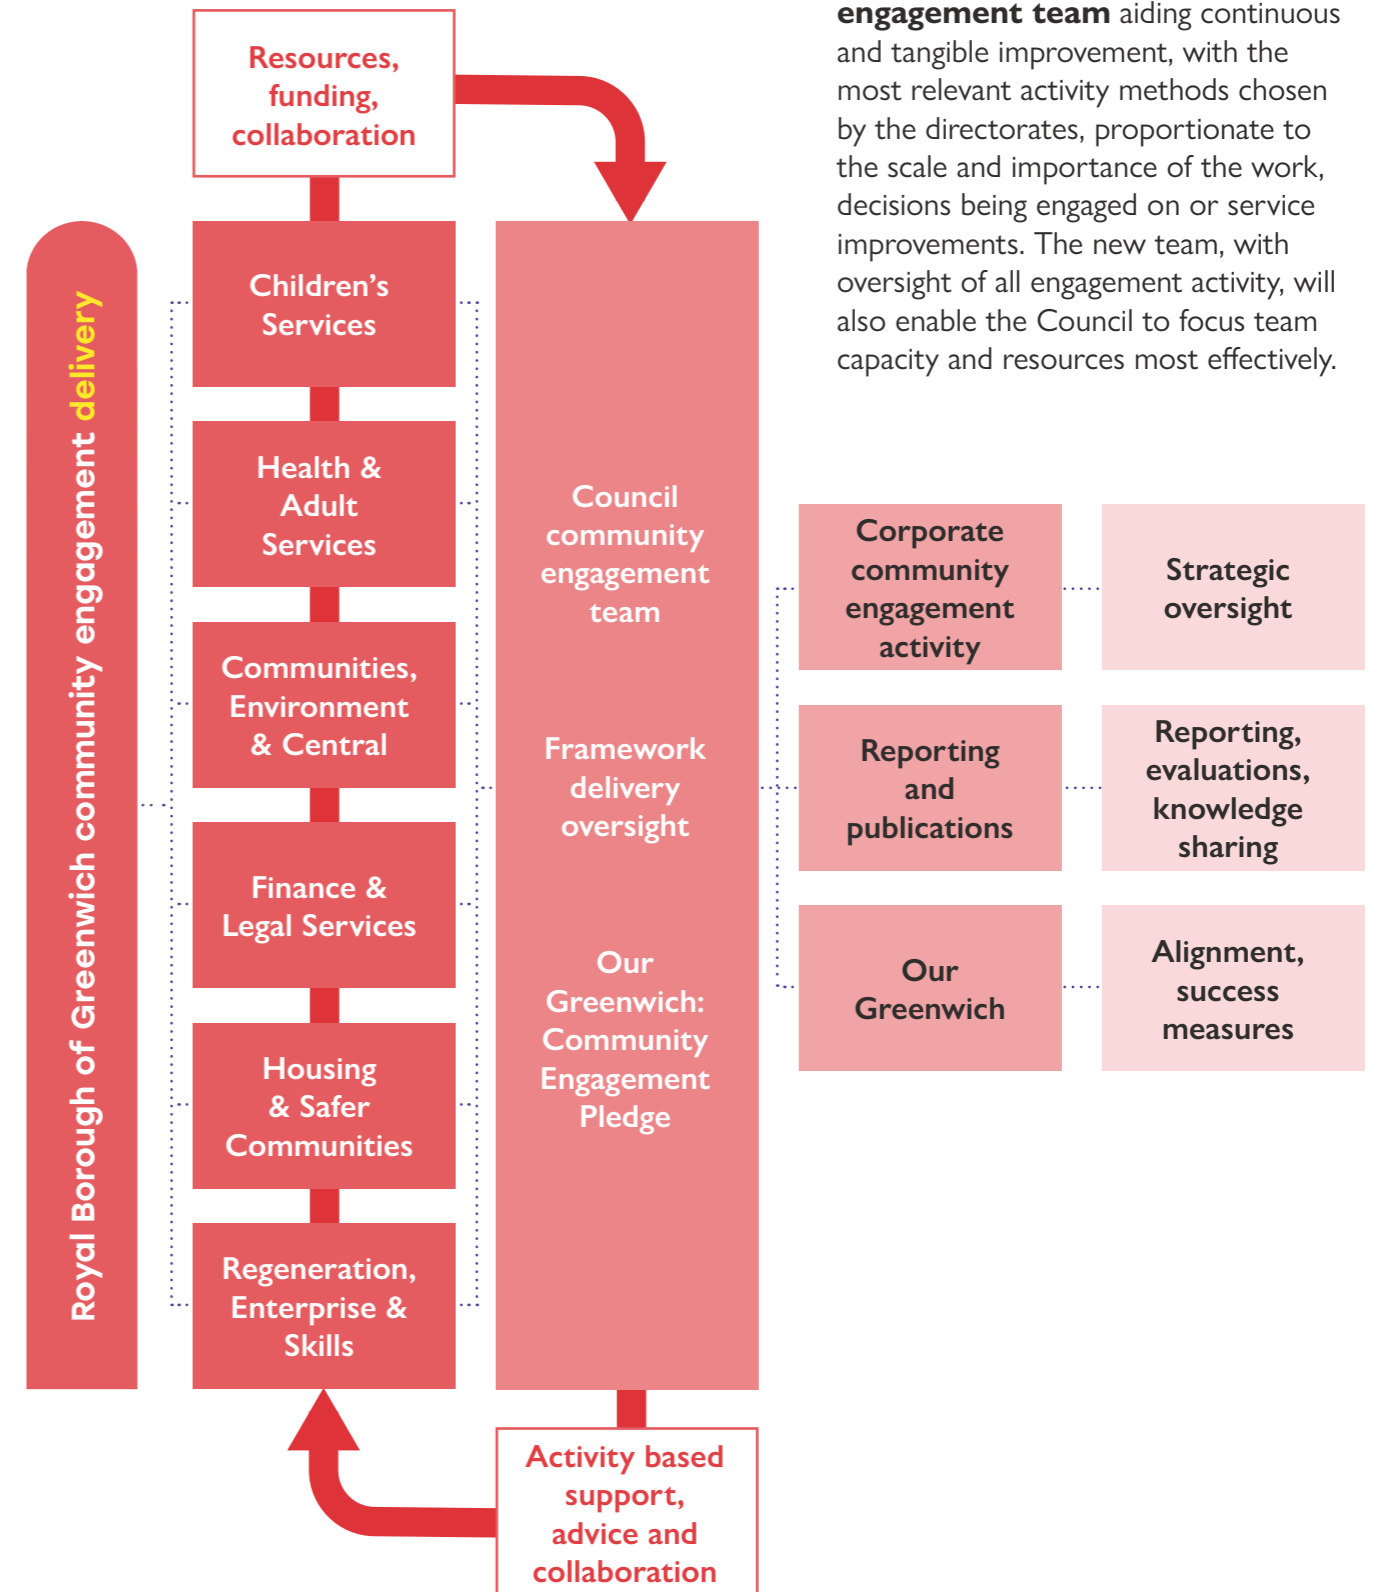 Resources,
funding,
collaboration
engagement team aiding continuous
and tangible improvement, with the
most relevant activity methods chosen
by the directorates, proportionate to
the scale and importance of the work,
decisions being engaged on or service
improvements. The new team, with
oversight of all engagement activity, will
also enable the Council to focus team
capacity and resources most effectively.
Royal Borough of Greenwich community engagement delivery
Children’s
Services
Health &
Adult
Services
Communities,
Environment
& Central
Finance &
Legal Services
Housing
& Safer
Communities
Regeneration,
Enterprise &
Skills
Council
community
engagement
team
Framework
delivery
oversight
Our
Greenwich:
Community
Engagement
Pledge
Corporate
community
engagement
activity
Strategic
oversight
Reporting
and
publications
Reporting,
evaluations,
knowledge
sharing
Our
Greenwich
Alignment,
success
measures
Activity based
support,
advice and
collaboration